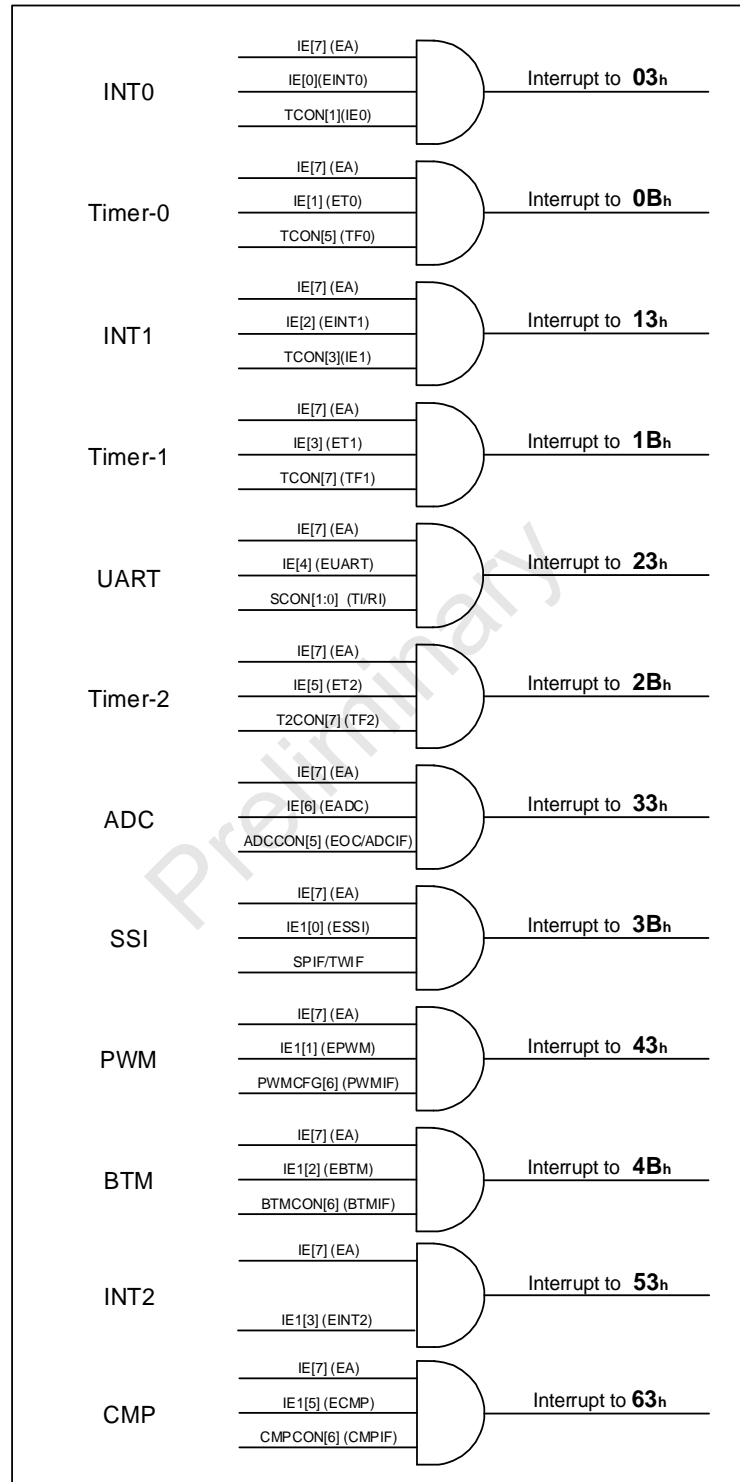 IE[7] (EA)
INT0
IE[0](EINT0)
Interrupt to 03h
TCON[1](IE0)
IE[7] (EA)
Timer-0
IE[1] (ET0)
Interrupt to 0Bh
TCON[5] (TF0)
IE[7] (EA)
INT1
IE[2] (EINT1)
Interrupt to 13h
TCON[3](IE1)
IE[7] (EA)
Timer-1
IE[3] (ET1)
Interrupt to 1Bh
TCON[7] (TF1)
IE[7] (EA)
UART
IE[4] (EUART)
Interrupt to 23h
SCON[1:0] (TI/RI)
IE[7] (EA)
Timer-2
IE[5] (ET2)
Interrupt to 2Bh
T2CON[7] (TF2)
Preliminary
IE[7] (EA)
ADC
IE[6] (EADC)
Interrupt to 33h
ADCCON[5] (EOC/ADCIF)
IE[7] (EA)
SSI
IE1[0] (ESSI)
Interrupt to 3Bh
SPIF/TWIF
IE[7] (EA)
PWM
IE1[1] (EPWM)
Interrupt to 43h
PWMCFG[6] (PWMIF)
IE[7] (EA)
BTM
IE1[2] (EBTM)
Interrupt to 4Bh
BTMCON[6] (BTMIF)
IE[7] (EA)
INT2
Interrupt to 53h
IE1[3] (EINT2)
IE[7] (EA)
CMP
IE1[5] (ECMP)
Interrupt to 63h
CMPCON[6] (CMPIF)